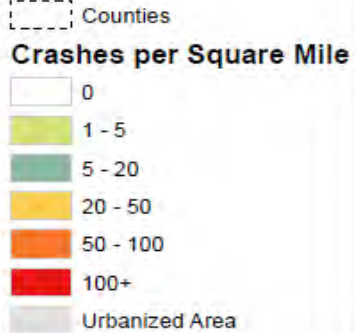 Counties
Crashes per Square Mile
0
1 - 5
5 - 20
20 - 50
50 - 100
100+
Urbanized Area